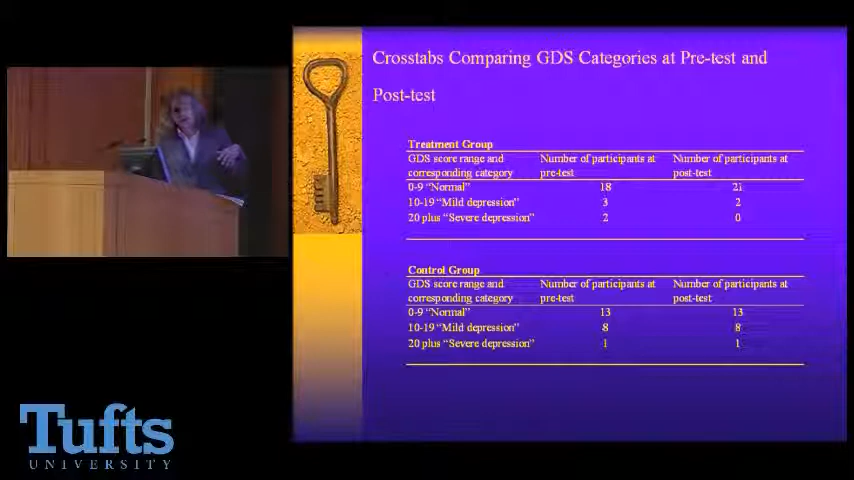 Crosstabs Comparing GDS Categories at Pre-test and
Post-test
Treatment Group
GDS score range and Number of participants at Number of participants at
corresponding category pre-test post-test
0-9 “Normal” 18 21
10-19 “Mild depression” 3 2
20 plus “Severe depression” 2 0
Control Group
GDS score range and Number of participants at Number of participants at
corresponding category pre-test post-test
0-9 “Normal” 13 13
10-19 “Mild depression” 8 8
20 plus “Severe depression” 1 1
Tufts
UNIVERSITY